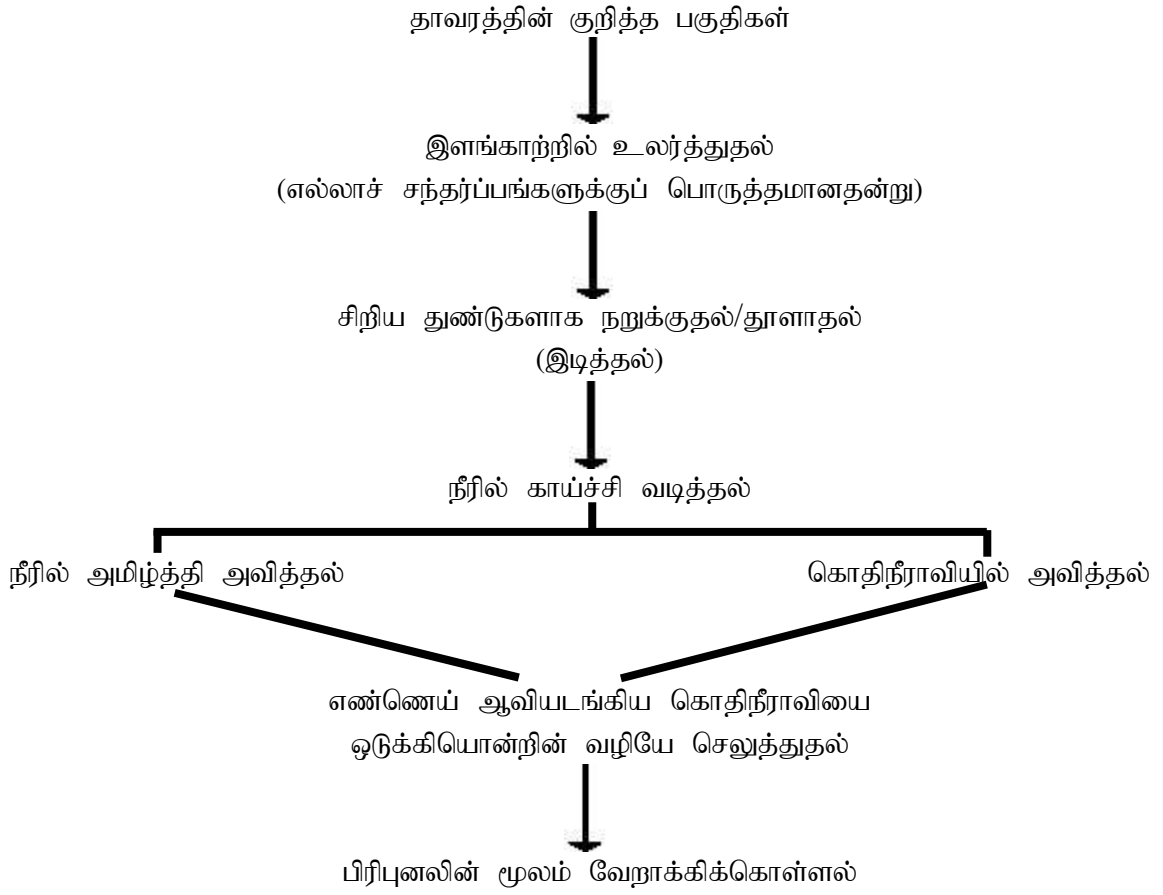 தாவரத்தின் குறித்த பகுதிகள்
இளங்காற்றில் உலர்த்துதல்
(எல்லாச் சந்தர்ப்பங்களுக்குப் பொருத்தமானதன்று)
சிறிய துண்டுகளாக நறுக்குதல்/தூளாதல்
(இடித்தல்)
நீரில் காய்ச்சி வடித்தல்
நீரில் அமிழ்த்தி அவித்தல்
கொதிநீராவியில் அவித்தல்
எண்ணெய் ஆவியடங்கிய கொதிநீராவியை
ஒடுக்கியொன்றின் வழியே செலுத்துதல்
பிரிபுனலின் மூலம் வேறாக்கிக்கொள்ளல்